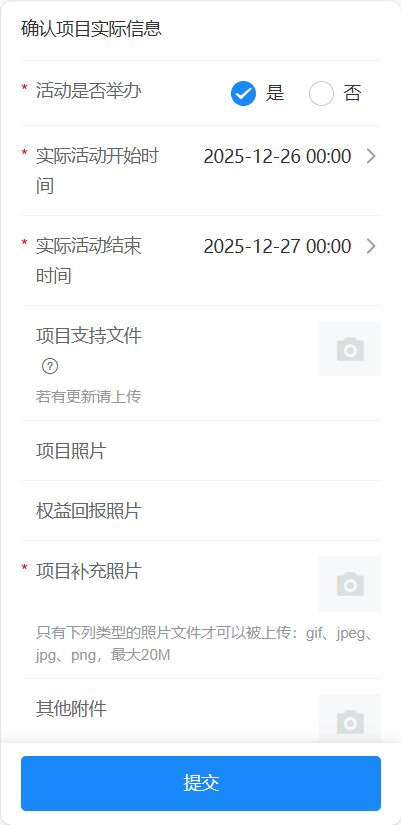 确认项目实际信息
* 活动是否举办 是 否
* 实际活动开始时 2025-12-26 00:00
间
* 实际活动结束 2025-12-27 00:00
时间
项目支持文件
?
若有更新请上传
项目照片
权益回报照片
* 项目补充照片
只有下列类型的照片文件才可以被上传：gif、jpeg、
jpg、png，最大20M
其他附件
提交